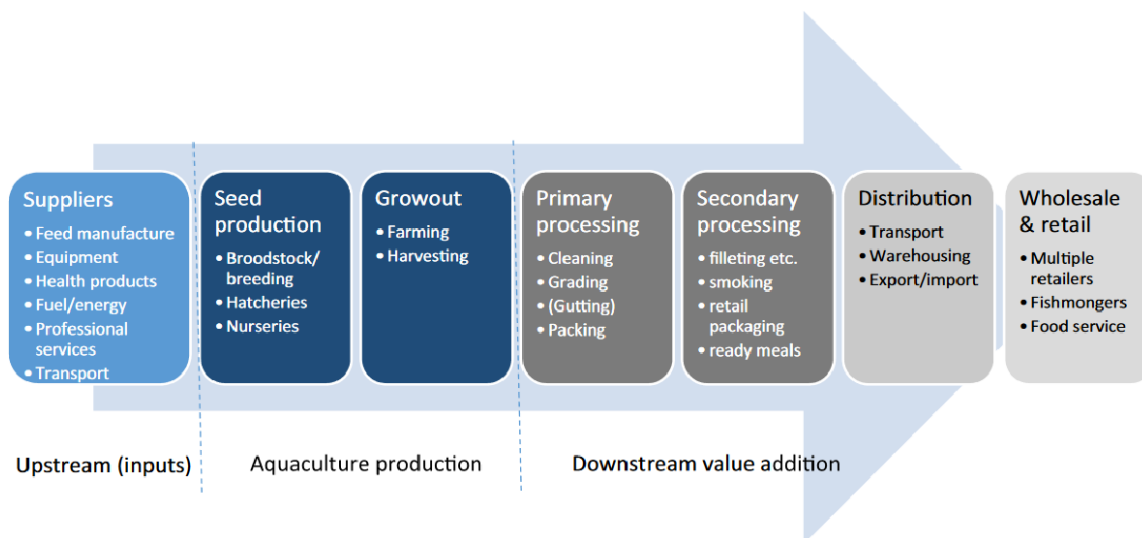 Suppliers
• Feed manufacture
• Equipment
• Health products
• Fuel/energy
• Professional
services
• Transport
Seed
production
• Broodstock/
breeding
• Hatcheries
• Nurseries
Growout
• Farming
• Harvesting
Primary
processing
• Cleaning
• Grading
• (Gutting)
• Packing
Secondary
processing
• filleting etc.
• smoking
• retail
packaging
• ready meals
Distribution
• Transport
• Warehousing
• Export/import
Wholesale
& retail
• Multiple
retailers
• Fishmongers
• Food service
Upstream (inputs)
Aquaculture production
Downstream value addition